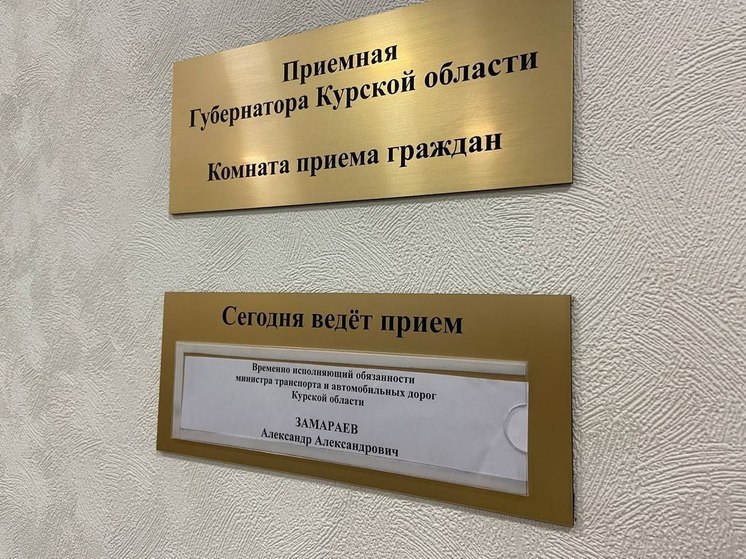 Приемная
Губернатора Курской области
Комната приема граждан
Сегодня ведёт прием
Временно исполняющий обязанности
министра транспорта и автомобильных дорог
Курской области
ЗАМАРАЕВ
Александр Александрович